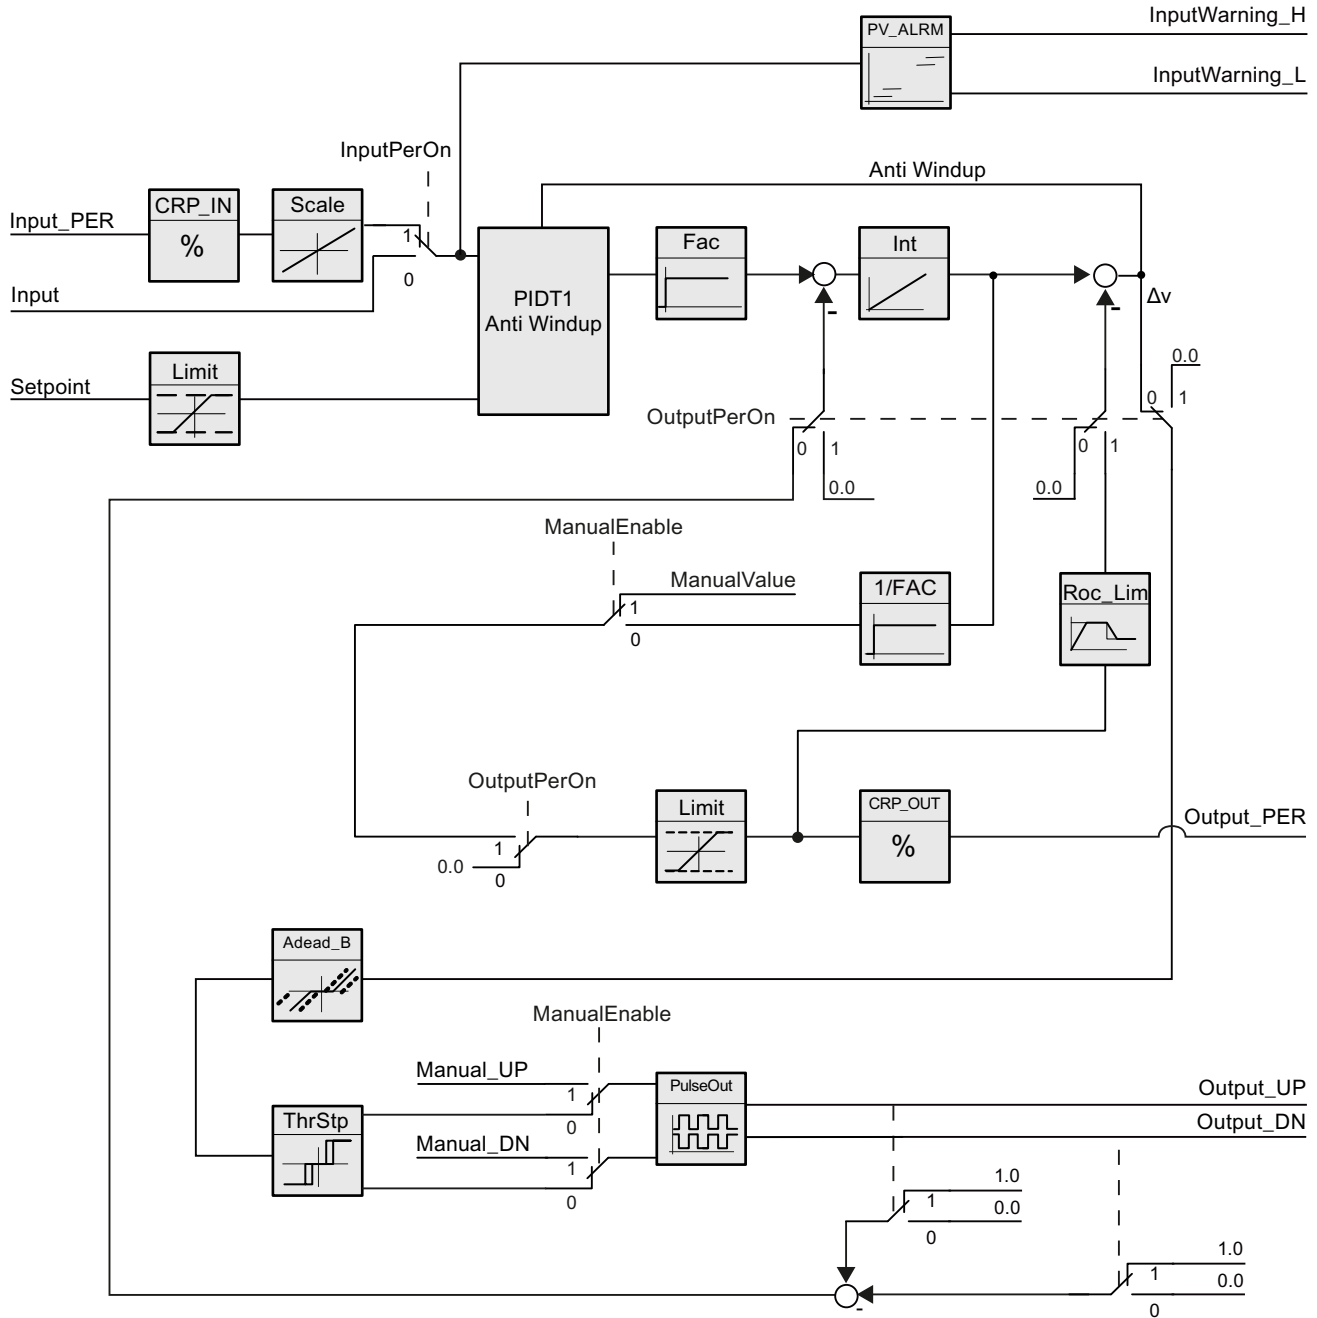 InputWarning_H
PV_ALRM
InputWarning_L
InputPerOn
Anti Windup
Input_PER
CRP_IN
%
Scale
1
0
Input
PIDT1
Anti Windup
Fac
Int
-
-
Δv
Setpoint
Limit
0.0
0
1
OutputPerOn
0
1
0.0
0
1
0.0
ManualEnable
ManualValue
1
0
1/FAC
Roc_Lim
OutputPerOn
1
0.0
0
Limit
CRP_OUT
%
Output_PER
Adead_B
ManualEnable
Manual_UP
1
0
PulseOut
Output_UP
Output_DN
ThrStp
Manual_DN
1
0
1.0
1
0.0
0
1.0
1
0.0
0
-